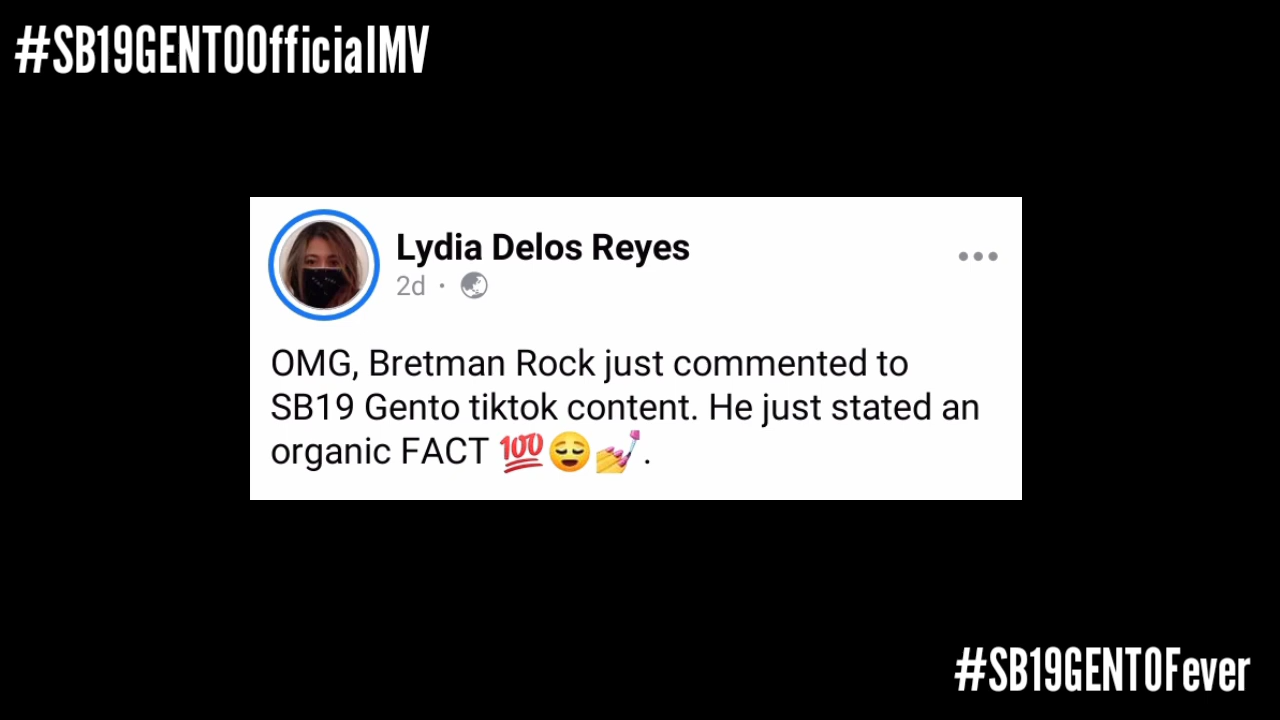 #SB19GENTOOfficialMV
Lydia Delos Reyes
2d ·
OMG, Bretman Rock just commented to
SB19 Gento tiktok content. He just stated an
organic FACT 💯😌💅.
#SB19GENTOFever